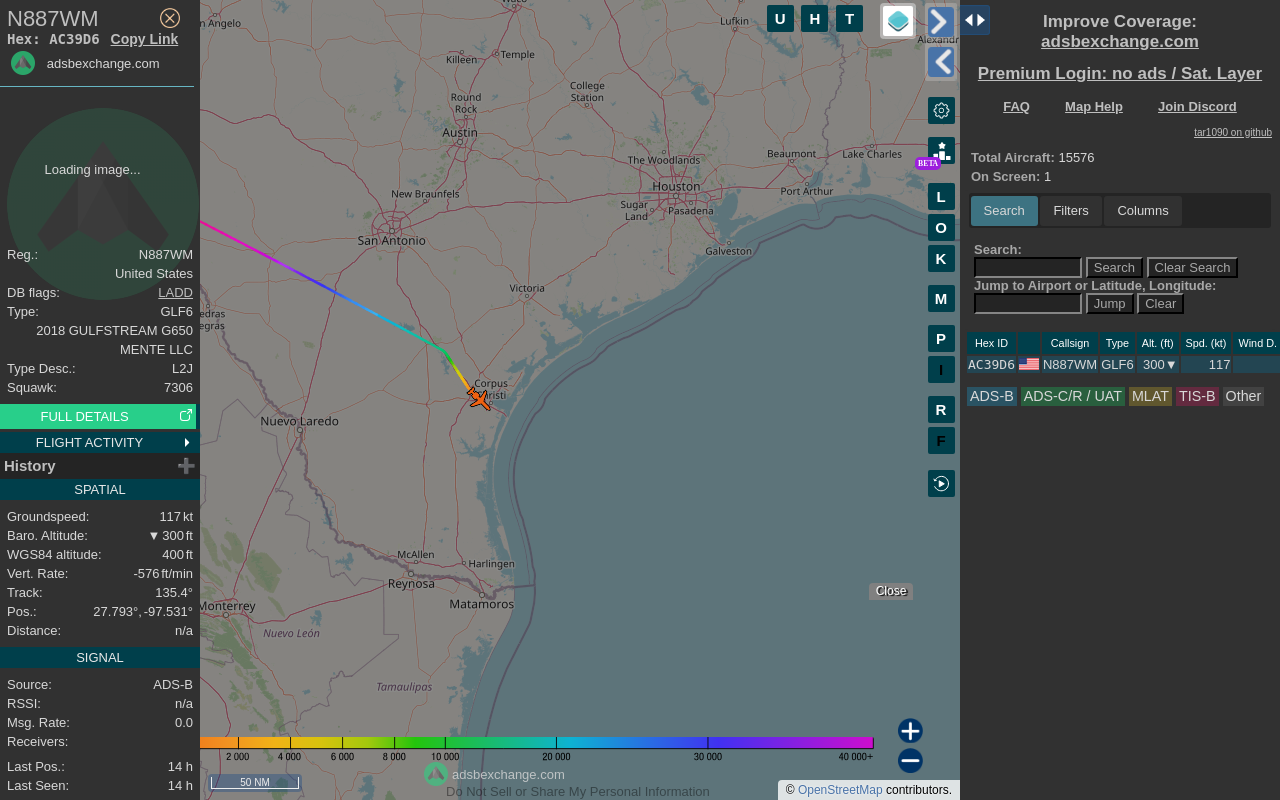 N887WM
Hex: AC39D6 Copy Link
adsbexchange.com
Loading image...
Reg.: N887WM
United States
DB flags: LADD
Type: GLF6
2018 GULFSTREAM G650
MENTE LLC
Type Desc.: L2J
Squawk: 7306
FULL DETAILS
FLIGHT ACTIVITY
History
SPATIAL
Groundspeed: 117 kt
Baro. Altitude: ▼ 300 ft
WGS84 altitude: 400 ft
Vert. Rate: -576 ft/min
Track: 135.4°
Pos.: 27.793°, -97.531°
Distance: n/a
SIGNAL
Source: ADS-B
RSSI: n/a
Msg. Rate: 0.0
Receivers:
Last Pos.: 14 h
Last Seen: 14 h
Angelo
Lufkin
Killeen
Temple
College
Station
Round
Rock
Austin
The Woodlands
Beaumont
Lake Charles
Houston
Port Arthur
New Braunfels
Sugar
Land
Pasadena
San Antonio
Galveston
Victoria
Corpus
Nuevo Laredo
McAllen
Harlingen
Reynosa
Matamoros
Monterrey
Nuevo León
Tamaulipas
U H T
BETA
L
O
K
M
P
I
R
F
Close
2 000 4 000 6 000 8 000 10 000 20 000 30 000 40 000+
50 NM
adsbexchange.com
Do Not Sell or Share My Personal Information
© OpenStreetMap contributors.
Improve Coverage:
adsbexchange.com
Premium Login: no ads / Sat. Layer
FAQ Map Help Join Discord
tar1090 on github
Total Aircraft: 15576
On Screen: 1
Search Filters Columns
Search:
Search Clear Search
Jump to Airport or Latitude, Longitude:
Jump Clear
Hex ID Callsign Type Alt. (ft) Spd. (kt) Wind D.
AC39D6 N887WM GLF6 300▼ 117
ADS-B ADS-C/R / UAT MLAT TIS-B Other